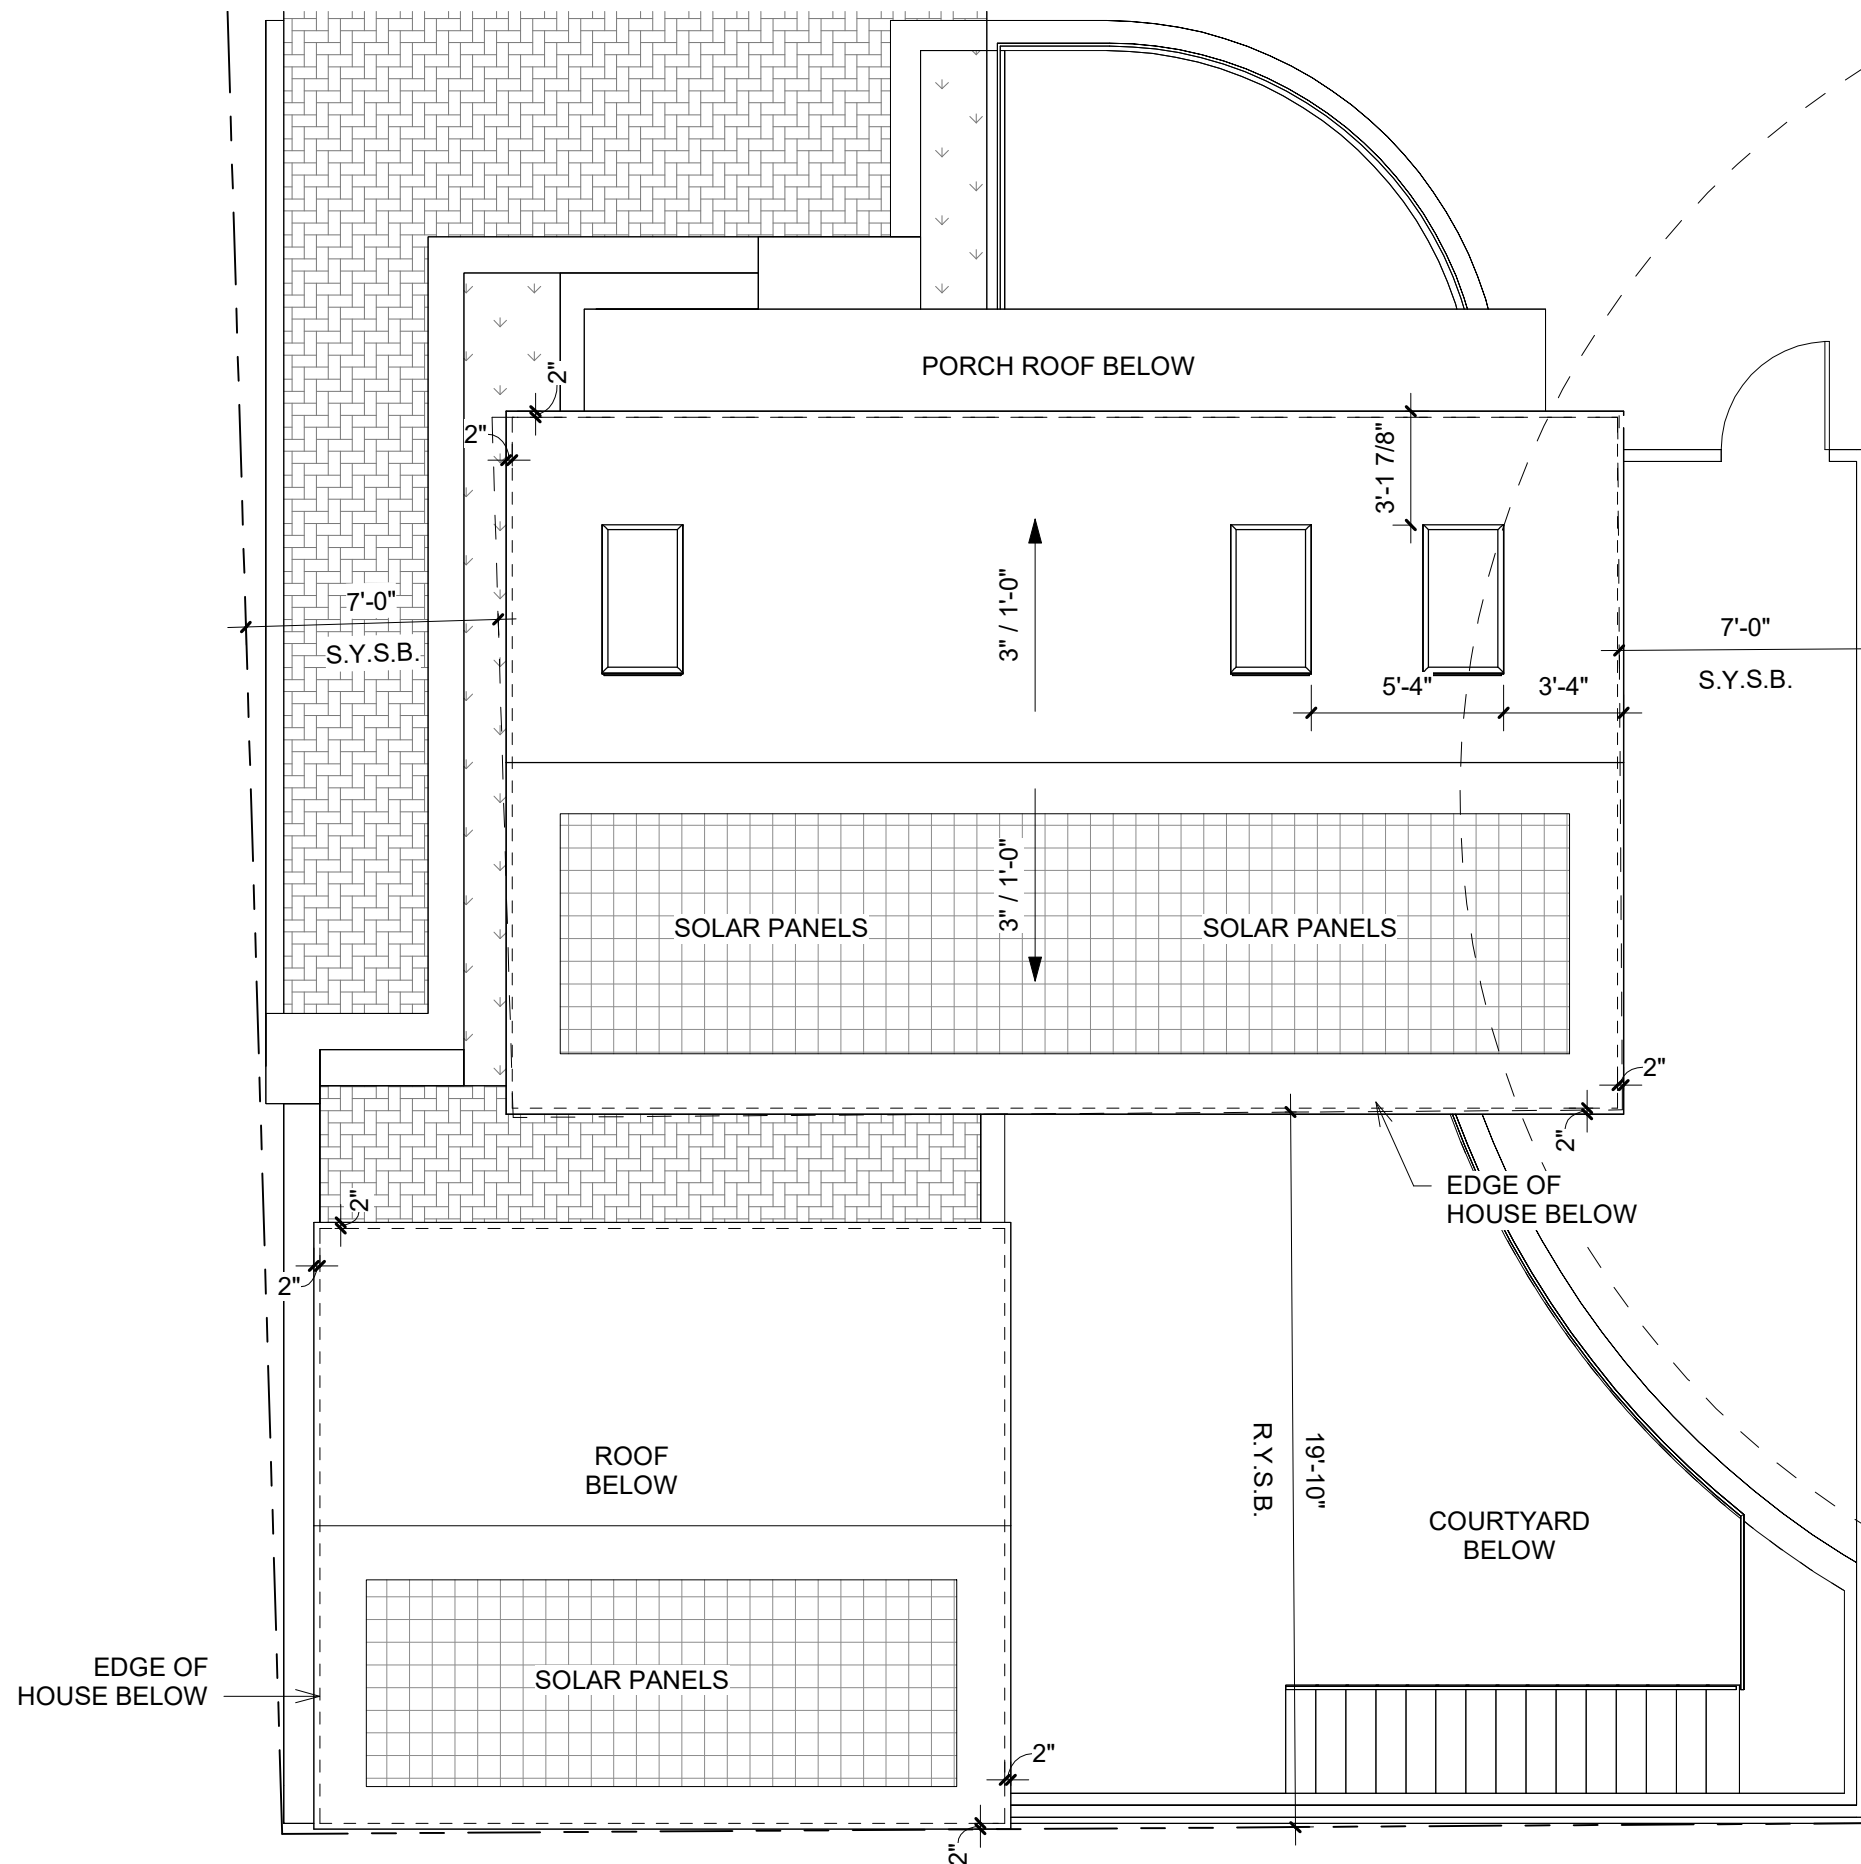 PORCH ROOF BELOW
2"
2"
3'-1 7/8"
7'-0"
S.Y.S.B.
3" / 1'-0"
7'-0"
S.Y.S.B.
5'-4"
3'-4"
3" / 1'-0"
SOLAR PANELS
SOLAR PANELS
2"
2"
EDGE OF
HOUSE BELOW
2"
2"
ROOF
BELOW
R.Y.S.B.
19'-10"
COURTYARD
BELOW
EDGE OF
HOUSE BELOW
SOLAR PANELS
2"
2"